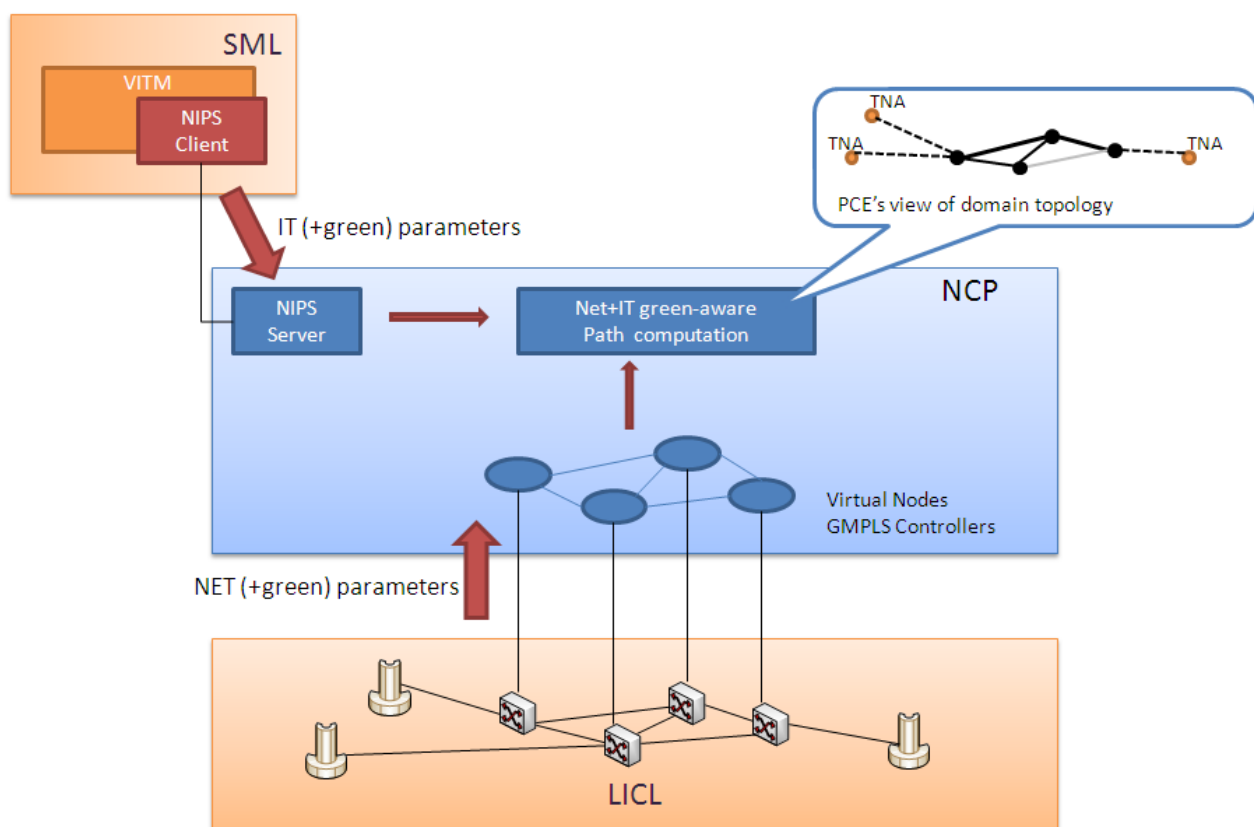 SML
VITM
NIPS
Client
TNA
TNA
TNA
PCE's view of domain topology
IT (+green) parameters
NCP
NIPS
Server
Net+IT green-aware
Path computation
Virtual Nodes
GMPLS Controllers
NET (+green) parameters
LICL